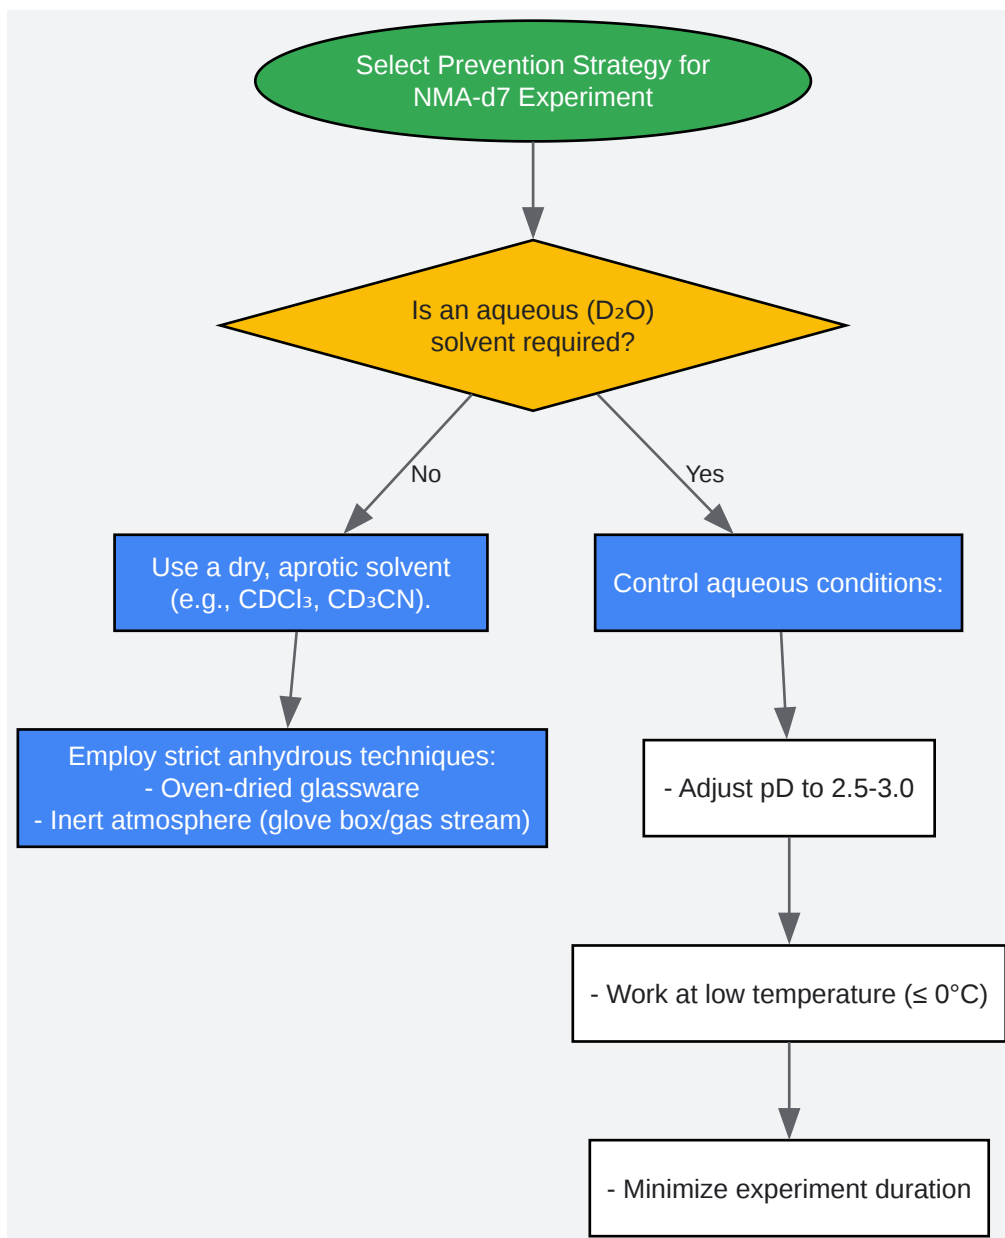 Select Prevention Strategy for
NMA-d7 Experiment
Is an aqueous (D₂O)
solvent required?
No
Yes
Use a dry, aprotic solvent
(e.g., CDCl₃, CD₃CN).
Control aqueous conditions:
Employ strict anhydrous techniques:
- Oven-dried glassware
- Inert atmosphere (glove box/gas stream)
- Adjust pD to 2.5-3.0
- Work at low temperature (≤ 0°C)
- Minimize experiment duration